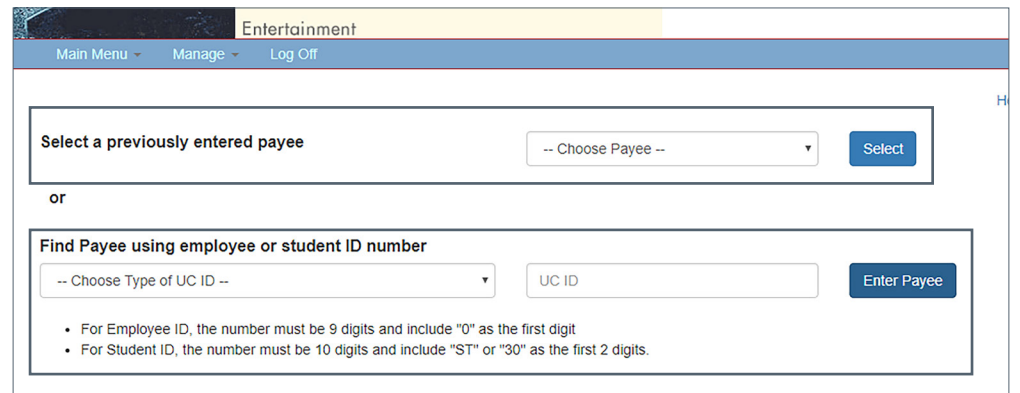 Entertainment
Main Menu Manage Log Off
Select a previously entered payee
-- Choose Payee --
Select
or
Find Payee using employee or student ID number
-- Choose Type of UC ID --
UC ID
Enter Payee
• For Employee ID, the number must be 9 digits and include "0" as the first digit
• For Student ID, the number must be 10 digits and include "ST" or "30" as the first 2 digits.